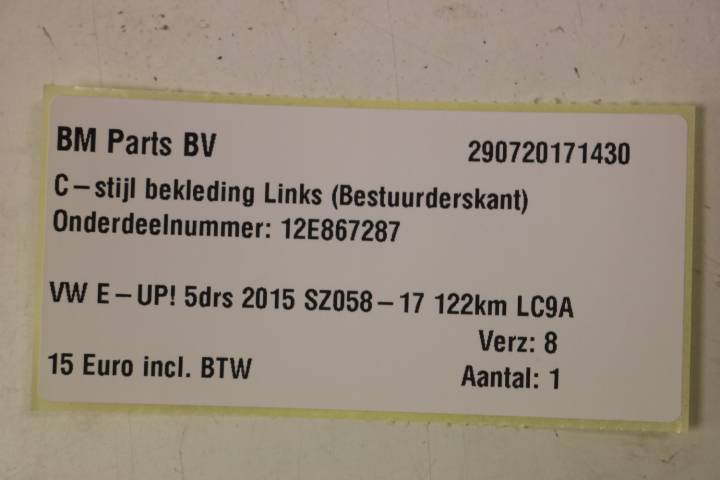 BM Parts BV 290720171430
C-stijl bekleding Links (Bestuurderskant)
Onderdeelnummer: 12E867287
VW E-UP! 5drs 2015 SZ058-17 122km LC9A
Verz: 8
15 Euro incl. BTW Aantal: 1